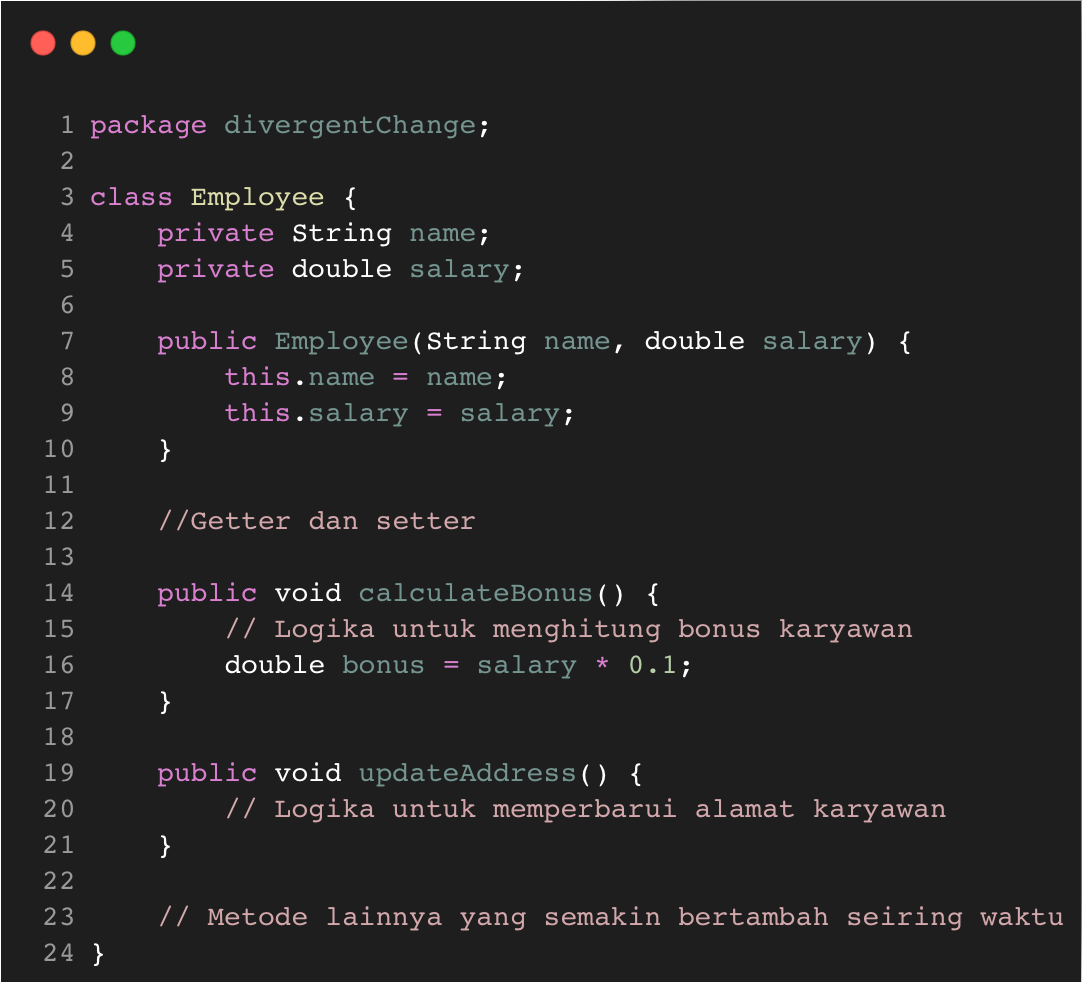 1 package divergentChange;
2
3 class Employee {
4     private String name;
5     private double salary;
6
7     public Employee(String name, double salary) {
8         this.name = name;
9         this.salary = salary;
10     }
11
12     //Getter dan setter
13
14     public void calculateBonus() {
15         // Logika untuk menghitung bonus karyawan
16         double bonus = salary * 0.1;
17     }
18
19     public void updateAddress() {
20         // Logika untuk memperbarui alamat karyawan
21     }
22
23     // Metode lainnya yang semakin bertambah seiring waktu
24 }